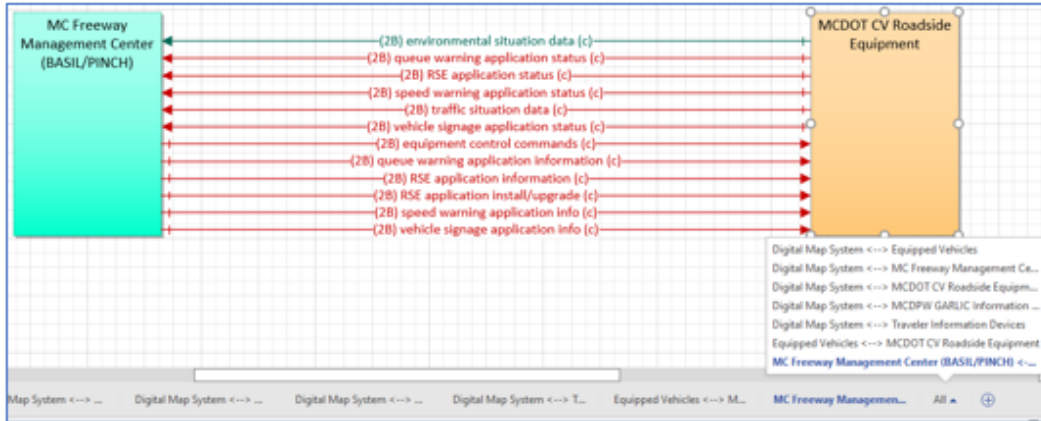 MC Freeway
Management Center
(BASIL/PINCH)
MCDOT CV Roadside
Equipment
(2B) environmental situation data (c)
(2B) queue warning application status (c)
(2B) RSE application status (c)
(2B) speed warning application status (c)
(2B) traffic situation data (c)
(2B) vehicle signage application status (c)
(2B) equipment control commands (c)
(2B) queue warning application information (c)
(2B) RSE application information (c)
(2B) RSE application install/upgrade (c)
(2B) speed warning application info (c)
(2B) vehicle signage application info (c)
Digital Map System <--> Equipped Vehicles
Digital Map System <--> MC Freeway Management Ce...
Digital Map System <--> MCDOT CV Roadside Equipm...
Digital Map System <--> MCDPW GARLIC Information ...
Digital Map System <--> Traveler Information Devices
Equipped Vehicles <--> MCDOT CV Roadside Equipment
MC Freeway Management Center (BASIL/PINCH) <-...
Map System <--> ... Digital Map System <--> ... Digital Map System <--> ... Digital Map System <--> T... Equipped Vehicles <--> M... MC Freeway Managemen... All